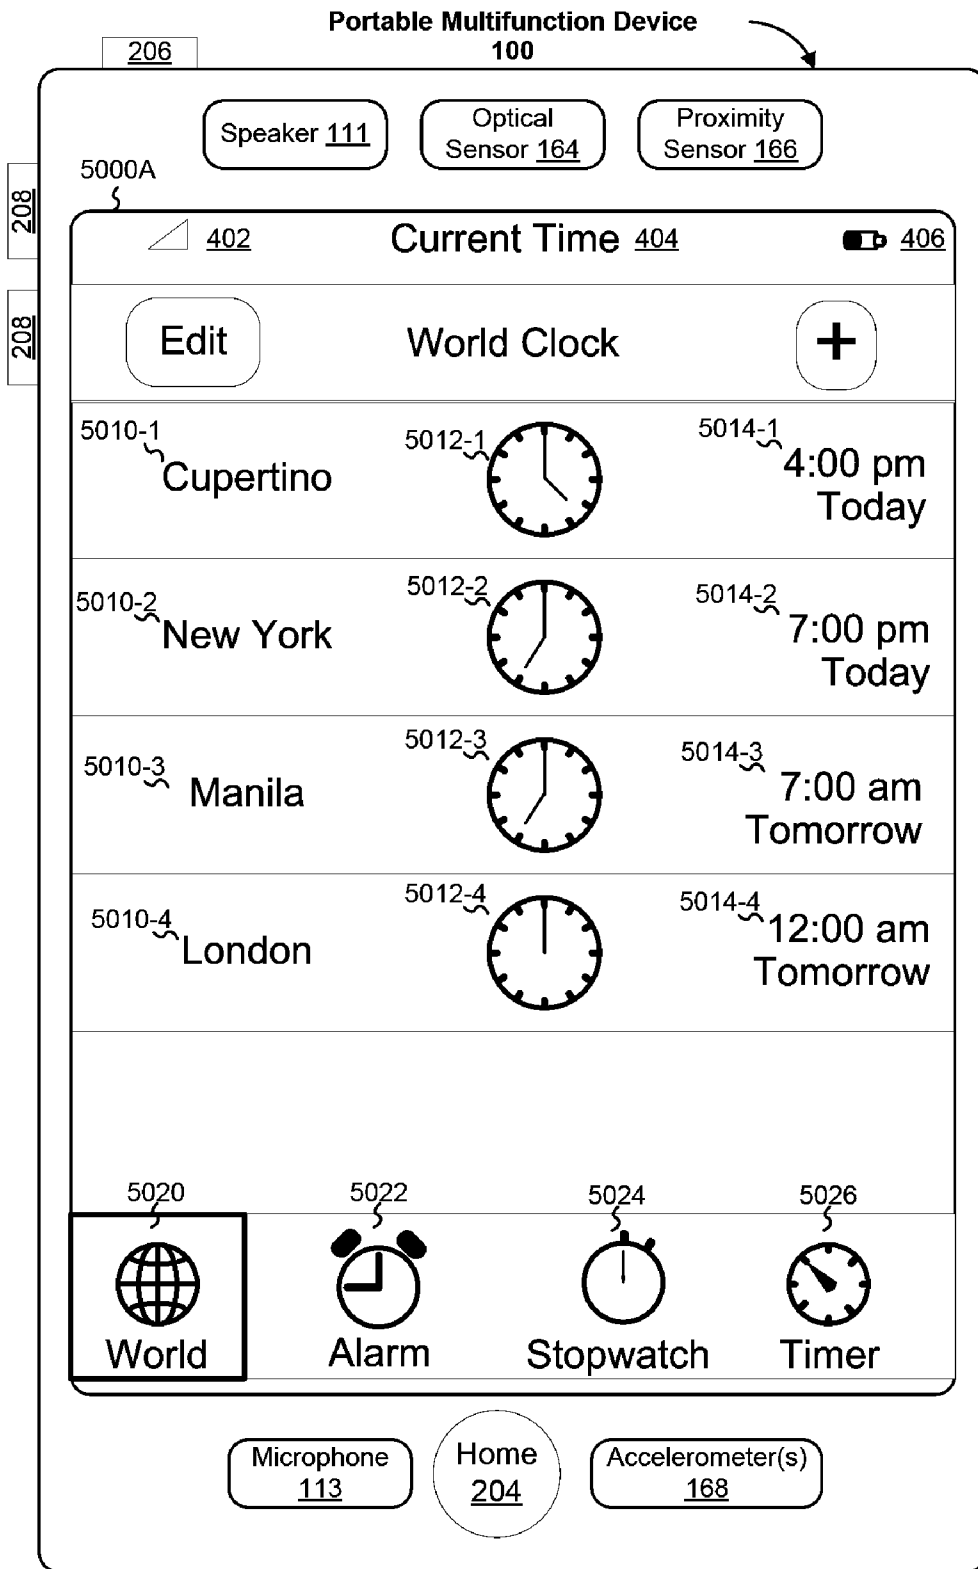 Portable Multifunction Device
100
206
Speaker 111
Optical
Sensor 164
Proximity
Sensor 166
208
208
5000A
402
Current Time 404
406
Edit
World Clock
+
5010-1
Cupertino
5012-1
5014-1
4:00 pm
Today
5010-2
New York
5012-2
5014-2
7:00 pm
Today
5010-3
Manila
5012-3
5014-3
7:00 am
Tomorrow
5010-4
London
5012-4
5014-4
12:00 am
Tomorrow
5020
World
5022
Alarm
5024
Stopwatch
5026
Timer
Microphone
113
Home
204
Accelerometer(s)
168